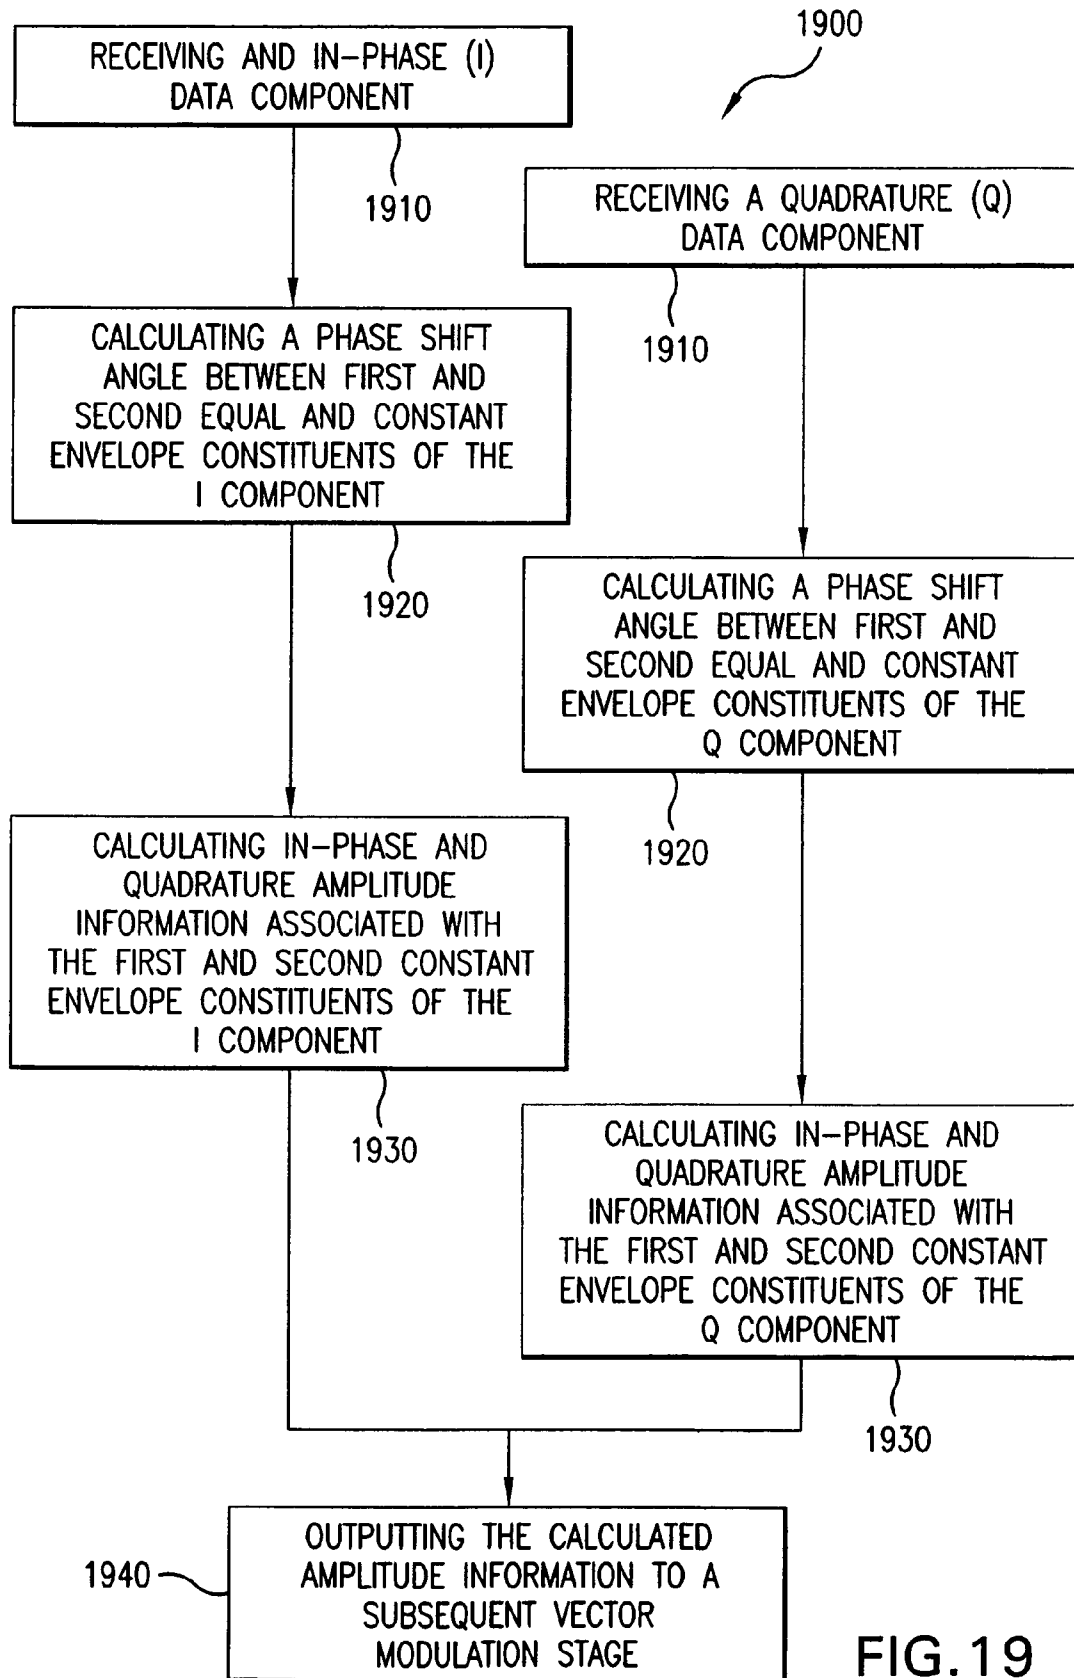 1900
RECEIVING AND IN-PHASE (I)
DATA COMPONENT
1910
RECEIVING A QUADRATURE (Q)
DATA COMPONENT
1910
CALCULATING A PHASE SHIFT
ANGLE BETWEEN FIRST AND
SECOND EQUAL AND CONSTANT
ENVELOPE CONSTITUENTS OF THE
I COMPONENT
1920
CALCULATING A PHASE SHIFT
ANGLE BETWEEN FIRST AND
SECOND EQUAL AND CONSTANT
ENVELOPE CONSTITUENTS OF THE
Q COMPONENT
1920
CALCULATING IN-PHASE AND
QUADRATURE AMPLITUDE
INFORMATION ASSOCIATED WITH
THE FIRST AND SECOND CONSTANT
ENVELOPE CONSTITUENTS OF THE
I COMPONENT
1930
CALCULATING IN-PHASE AND
QUADRATURE AMPLITUDE
INFORMATION ASSOCIATED WITH
THE FIRST AND SECOND CONSTANT
ENVELOPE CONSTITUENTS OF THE
Q COMPONENT
1930
1940
OUTPUTTING THE CALCULATED
AMPLITUDE INFORMATION TO A
SUBSEQUENT VECTOR
MODULATION STAGE
FIG.19